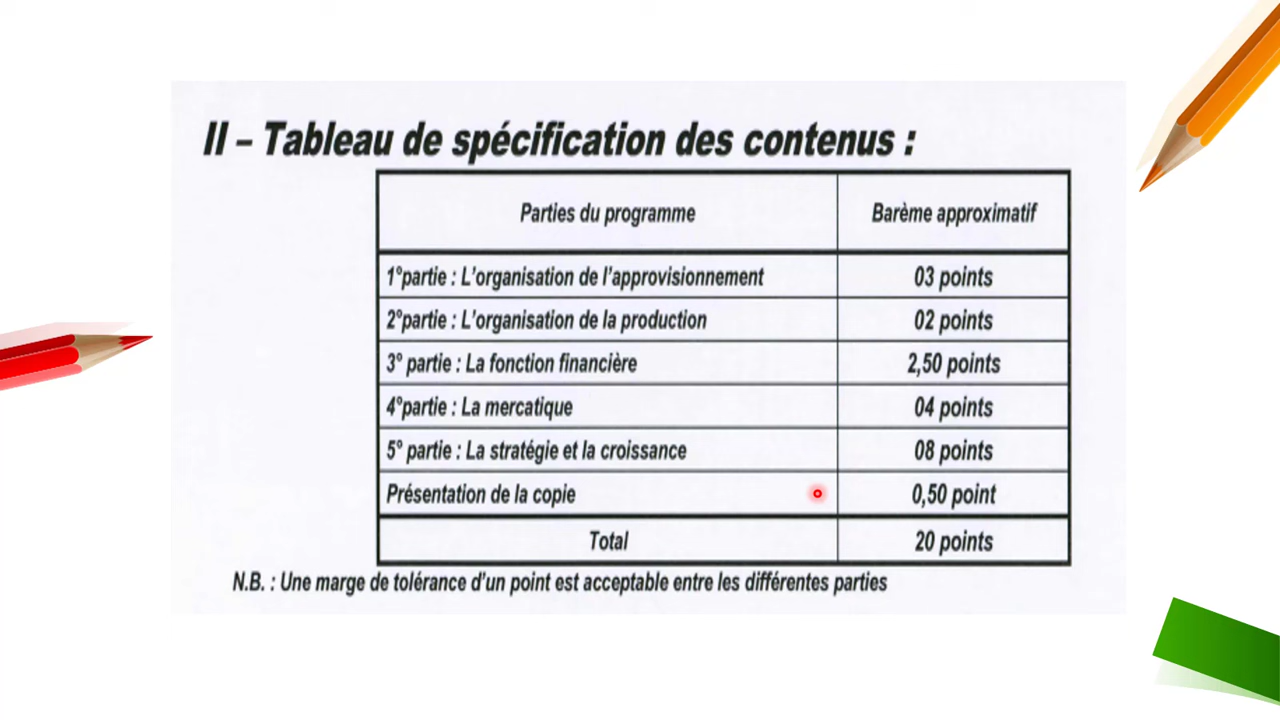 II – Tableau de spécification des contenus :
Parties du programme Barème approximatif
1°partie : L'organisation de l'approvisionnement 03 points
2°partie : L'organisation de la production 02 points
3° partie : La fonction financière 2,50 points
4°partie : La mercatique 04 points
5° partie : La stratégie et la croissance 08 points
Présentation de la copie 0,50 point
Total 20 points
N.B. : Une marge de tolérance d'un point est acceptable entre les différentes parties